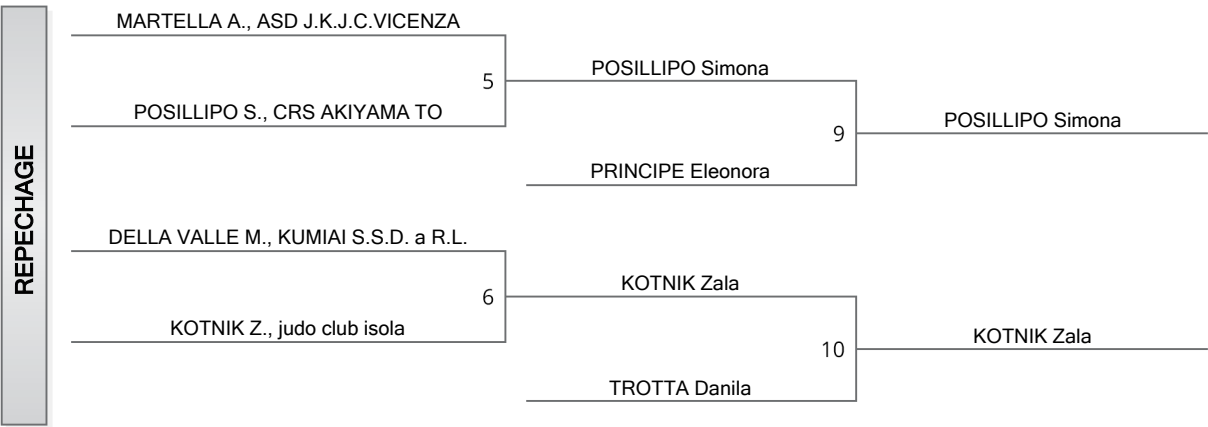 REPECHAGE
MARTELLA A., ASD J.K.J.C.VICENZA
5
POSILLIPO Simona
POSILLIPO S., CRS AKIYAMA TO
9
POSILLIPO Simona
PRINCIPE Eleonora
DELLA VALLE M., KUMIAI S.S.D. a R.L.
6
KOTNIK Zala
KOTNIK Z., judo club isola
10
KOTNIK Zala
TROTTA Danila